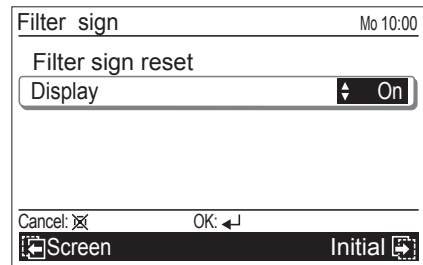 Filter sign Mo 10:00
Filter sign reset
Display On
Cancel: OK:
Screen Initial